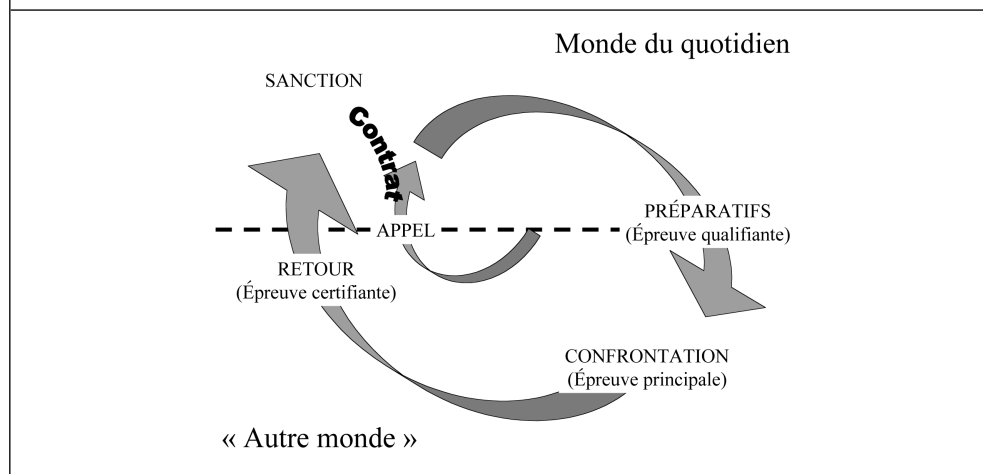 Monde du quotidien
SANCTION
Contrat
PRÉPARATIFS
(Épreuve qualifiante)
APPEL
RETOUR
(Épreuve certifiante)
CONFRONTATION
(Épreuve principale)
« Autre monde »